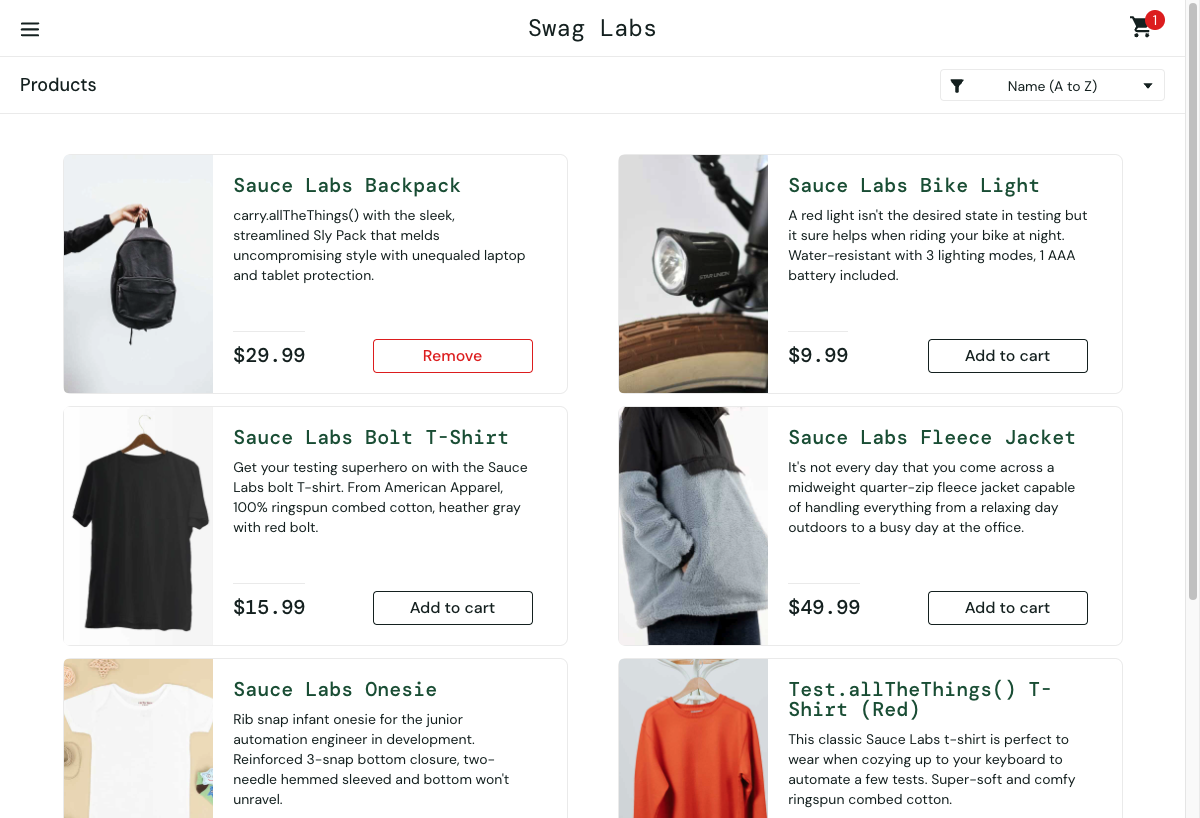 Swag Labs
1
Products
Name (A to Z)
Sauce Labs Backpack
carry.allTheThings() with the sleek,
streamlined Sly Pack that melds
uncompromising style with unequaled laptop
and tablet protection.
$29.99
Remove
Sauce Labs Bike Light
A red light isn't the desired state in testing but
it sure helps when riding your bike at night.
Water-resistant with 3 lighting modes, 1 AAA
battery included.
$9.99
Add to cart
Sauce Labs Bolt T-Shirt
Get your testing superhero on with the Sauce
Labs bolt T-shirt. From American Apparel,
100% ringspun combed cotton, heather gray
with red bolt.
$15.99
Add to cart
Sauce Labs Fleece Jacket
It's not every day that you come across a
midweight quarter-zip fleece jacket capable
of handling everything from a relaxing day
outdoors to a busy day at the office.
$49.99
Add to cart
Sauce Labs Onesie
Rib snap infant onesie for the junior
automation engineer in development.
Reinforced 3-snap bottom closure, two-
needle hemmed sleeved and bottom won't
unravel.
Test.allTheThings() T-
Shirt (Red)
This classic Sauce Labs t-shirt is perfect to
wear when cozying up to your keyboard to
automate a few tests. Super-soft and comfy
ringspun combed cotton.